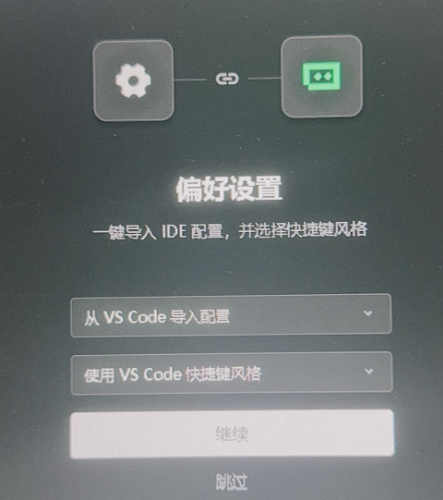 偏好设置
一键导入 IDE 配置，并选择快捷键风格
从 VS Code 导入配置
使用 VS Code 快捷键风格
继续
跳过